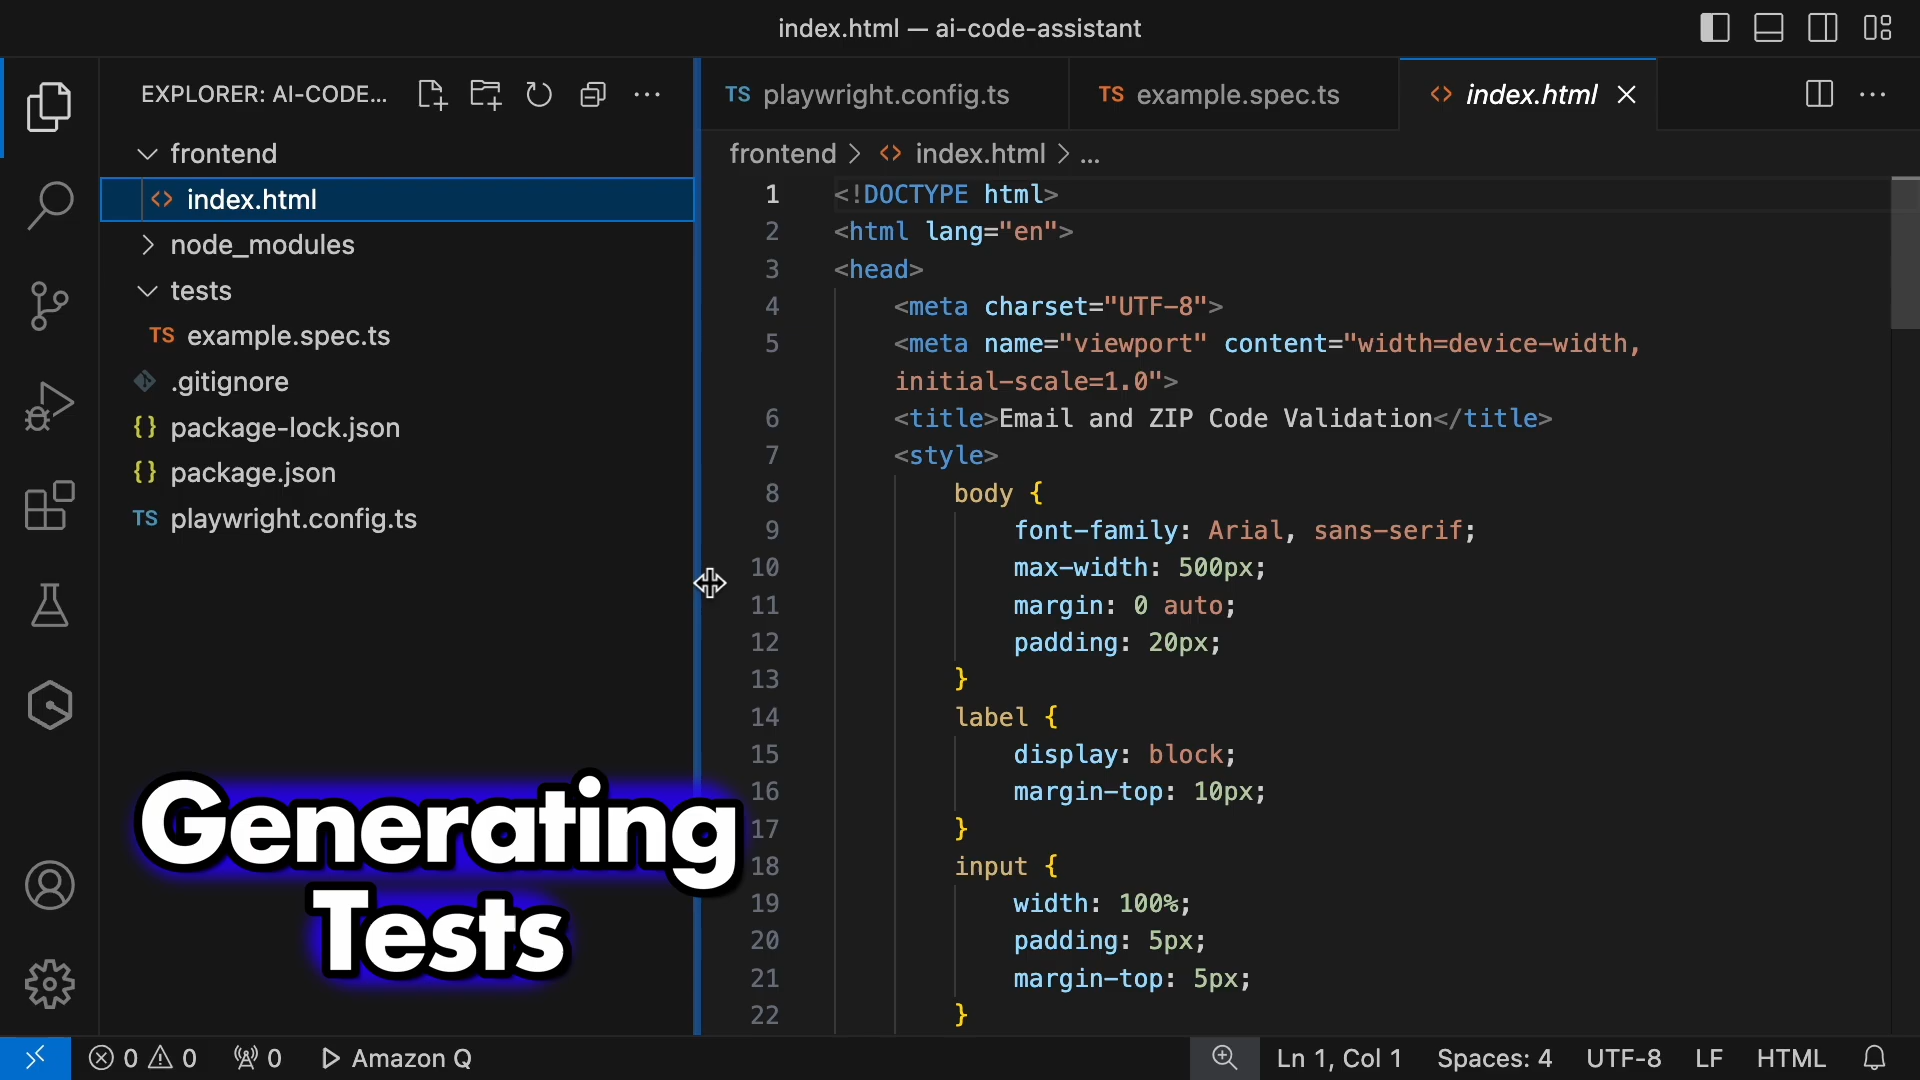 index.html — ai-code-assistant
EXPLORER: AI-CODE...
frontend
<> index.html
node_modules
tests
TS example.spec.ts
.gitignore
{} package-lock.json
{} package.json
TS playwright.config.ts
TS playwright.config.ts
TS example.spec.ts
<> index.html
frontend > <> index.html > ...
1 <!DOCTYPE html>
2 <html lang="en">
3 <head>
4 <meta charset="UTF-8">
5 <meta name="viewport" content="width=device-width,
initial-scale=1.0">
6 <title>Email and ZIP Code Validation</title>
7 <style>
8 body {
9 font-family: Arial, sans-serif;
10 max-width: 500px;
11 margin: 0 auto;
12 padding: 20px;
13 }
14 label {
15 display: block;
16 margin-top: 10px;
17 }
18 input {
19 width: 100%;
20 padding: 5px;
21 margin-top: 5px;
22 }
Generating
Tests
0 0 0 Amazon Q
Ln 1, Col 1 Spaces: 4 UTF-8 LF HTML